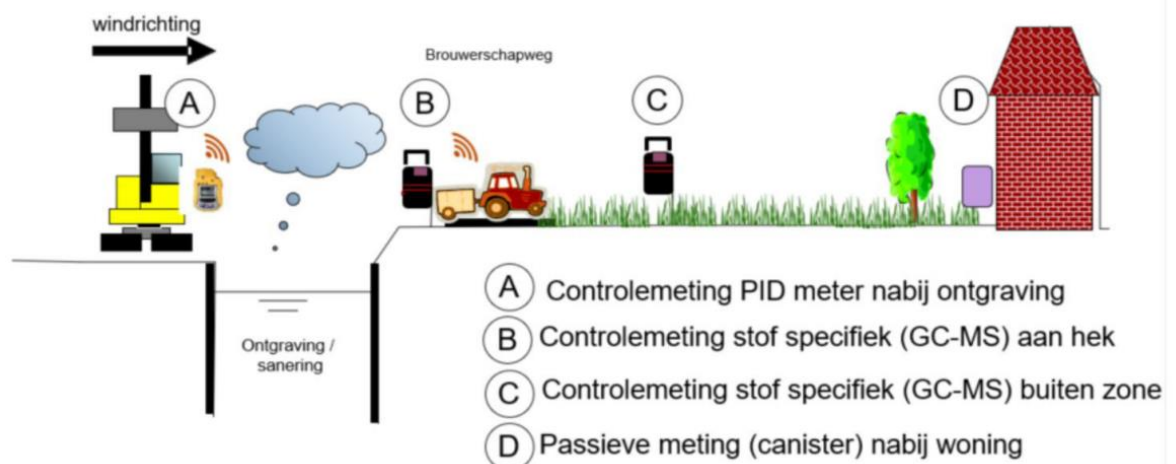 windrichting
Brouwerschapweg
A
B
C
D
Ontgraving /
sanering
A Controlemeting PID meter nabij ontgraving
B Controlemeting stof specifiek (GC-MS) aan hek
C Controlemeting stof specifiek (GC-MS) buiten zone
D Passieve meting (canister) nabij woning